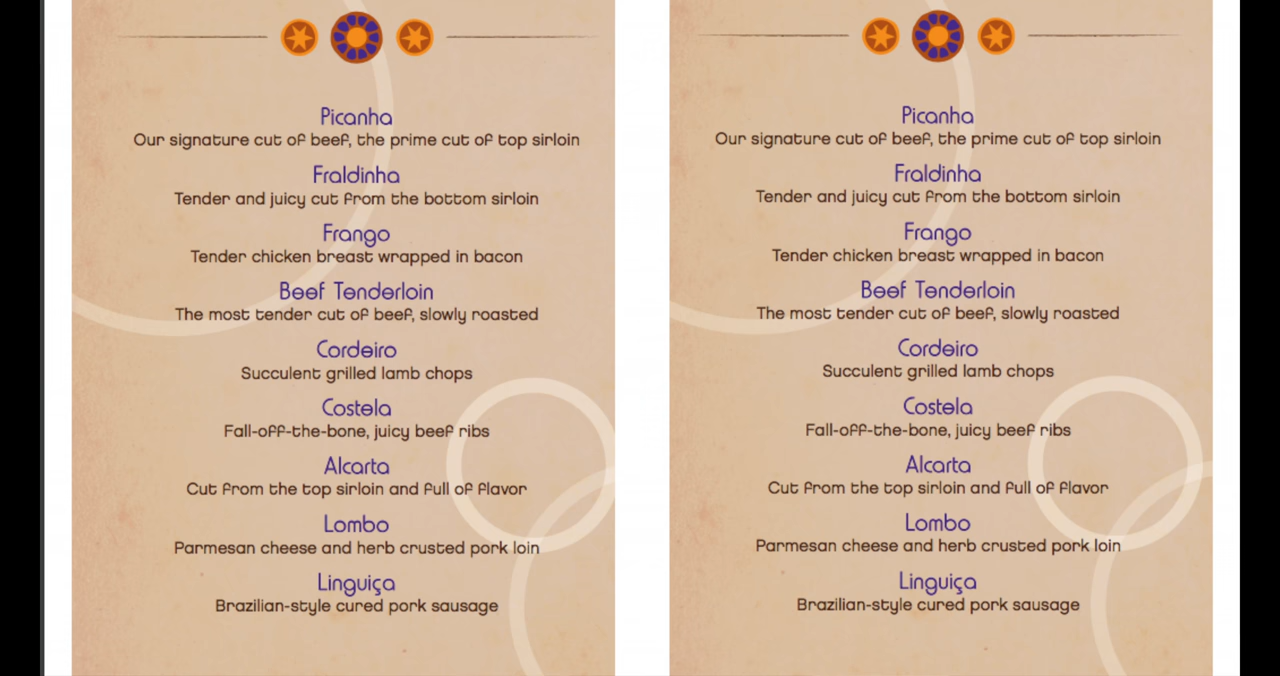 Picanha
Our signature cut of beef, the prime cut of top sirloin
Fraldinha
Tender and juicy cut from the bottom sirloin
Frango
Tender chicken breast wrapped in bacon
Beef Tenderloin
The most tender cut of beef, slowly roasted
Cordeiro
Succulent grilled lamb chops
Costela
Fall-off-the-bone, juicy beef ribs
Alcarta
Cut from the top sirloin and full of flavor
Lombo
Parmesan cheese and herb crusted pork loin
Linguiça
Brazilian-style cured pork sausage
Picanha
Our signature cut of beef, the prime cut of top sirloin
Fraldinha
Tender and juicy cut from the bottom sirloin
Frango
Tender chicken breast wrapped in bacon
Beef Tenderloin
The most tender cut of beef, slowly roasted
Cordeiro
Succulent grilled lamb chops
Costela
Fall-off-the-bone, juicy beef ribs
Alcarta
Cut from the top sirloin and full of flavor
Lombo
Parmesan cheese and herb crusted pork loin
Linguiça
Brazilian-style cured pork sausage